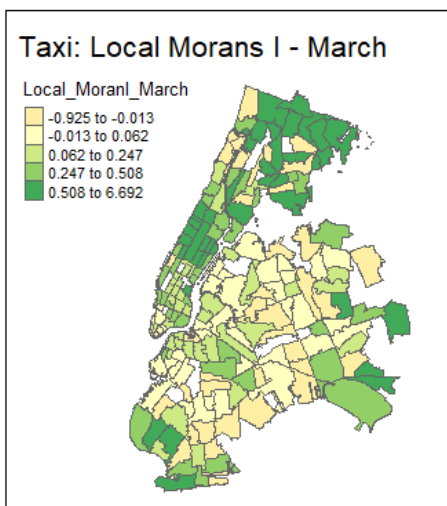 Taxi: Local Morans I - March
Local_MoranI_March
-0.925 to -0.013
-0.013 to 0.062
0.062 to 0.247
0.247 to 0.508
0.508 to 6.692